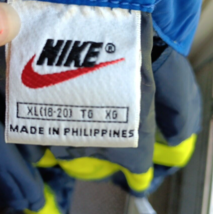 NIKE®
XL(18-20) TG XG
MADE IN PHILIPPINES